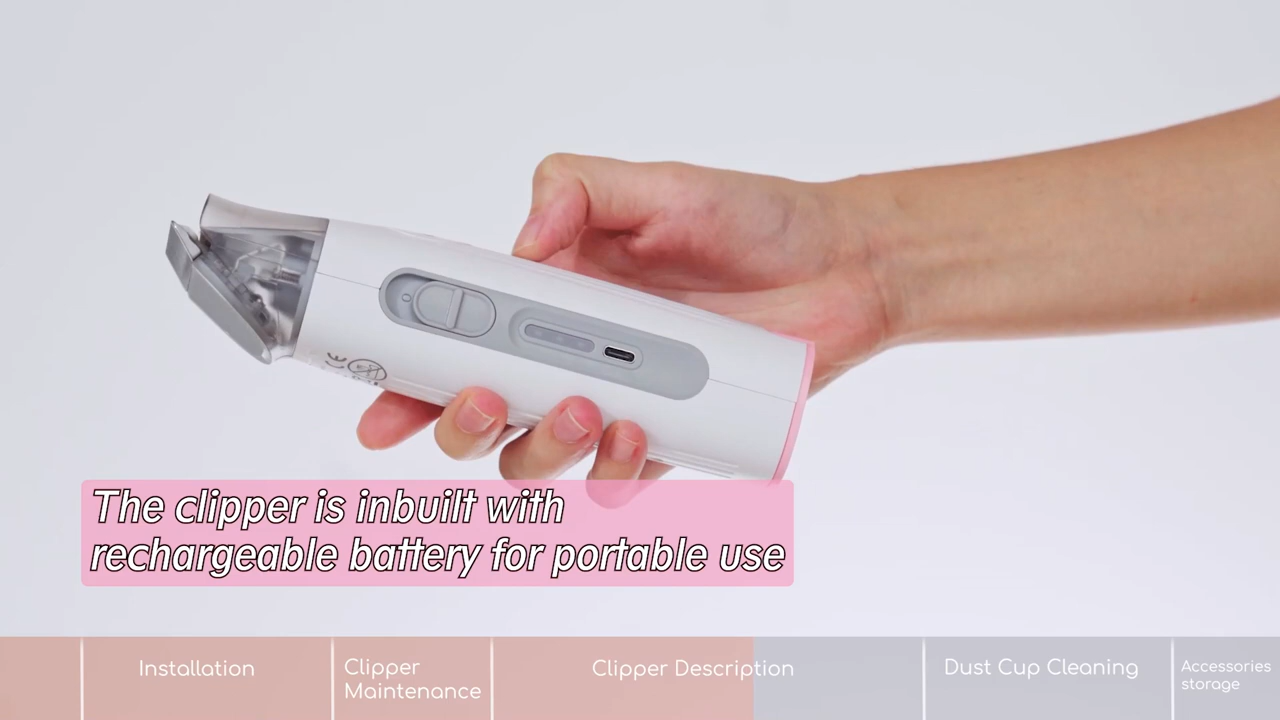 CE
The clipper is inbuilt with
rechargeable battery for portable use
Installation
Clipper
Maintenance
Clipper Description
Dust Cup Cleaning
Accessories
storage